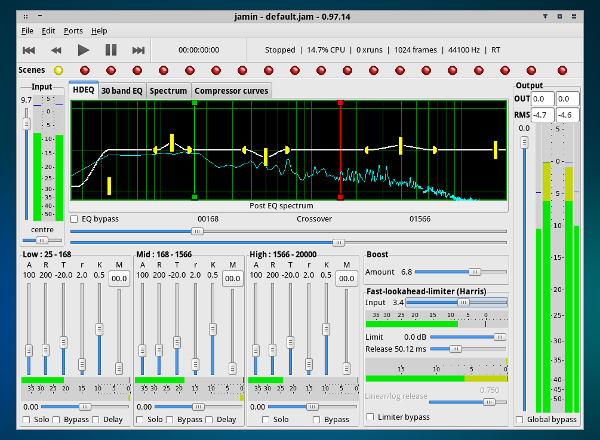 jamin - default.jam - 0.97.14
File Edit Ports Help
00:00:00:00 Stopped | 14.7% CPU | 0 xruns | 1024 frames | 44100 Hz | RT
Scenes
Input
9.7
5
0
-5
-10
-15
-20
-25
-30
-35
-40
-50
centre
HDEQ 30 band EQ Spectrum Compressor curves
Post EQ spectrum
EQ bypass 00168 Crossover 01566
Output
OUT 0.0 0.0
RMS -4.7 -4.6
0.0
5
0
-5
-10
-15
-20
-25
-30
-35
-40
-45
-50
Global bypass
Low : 25 - 168
A R T r K M
100 200 -20.0 2.0 0.5 00.0
35 30 25 15 10 5 0
0.00
Solo Bypass Delay
Mid : 168 - 1566
A R T r K M
100 200 -20.0 2.0 0.5 00.0
35 30 25 15 10 5 0
0.00
Solo Bypass Delay
High : 1566 - 20000
A R T r K M
100 200 -20.0 2.0 0.5 00.0
35 30 25 15 10 5 0
0.00
Solo Bypass
Boost
Amount 6.8
Fast-lookahead-limiter (Harris)
Input 3.4
35 30 25 20 15 10 5 0
Limit 0.0 dB
Release 50.12 ms
15 10 5 0
Linear/log release 0.750
Limiter bypass